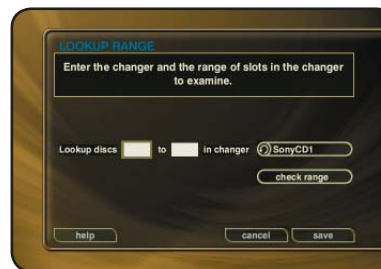 LOOKUP RANGE
Enter the changer and the range of slots in the changer
to examine.
Lookup discs to in changer SonyCD1
check range
help cancel save